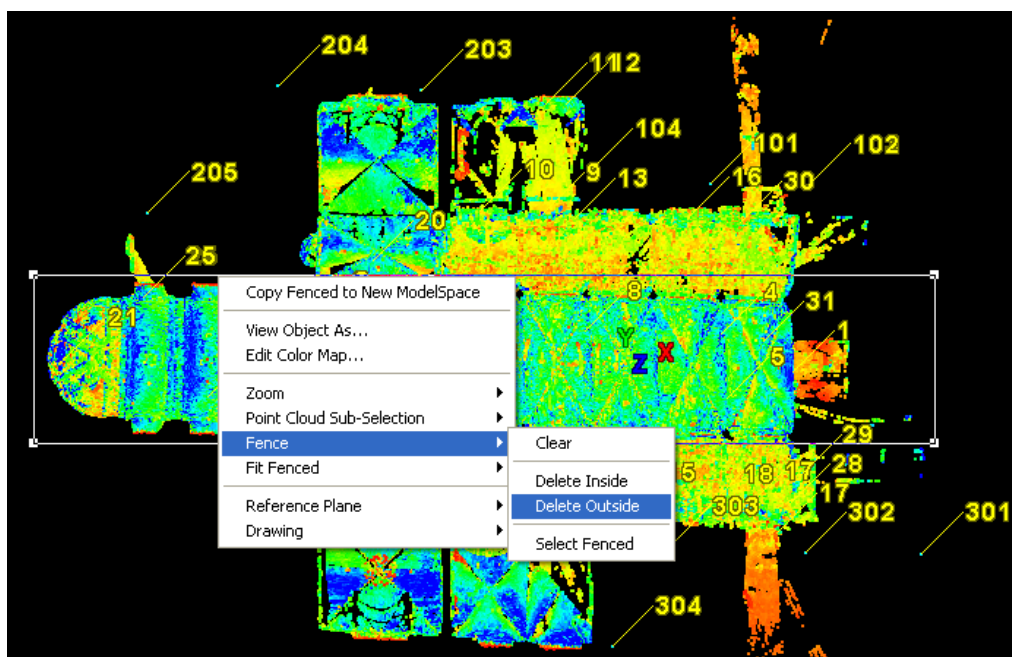 204
203
11
12
104
101
102
205
10
9
13
16
30
20
25
8
4
31
21
Y
X
Z
1
5
Copy Fenced to New ModelSpace
View Object As...
Edit Color Map...
Zoom
Point Cloud Sub-Selection
Fence
Fit Fenced
Reference Plane
Drawing
Clear
Delete Inside
Delete Outside
Select Fenced
29
5
18
17
28
17
303
302
301
304